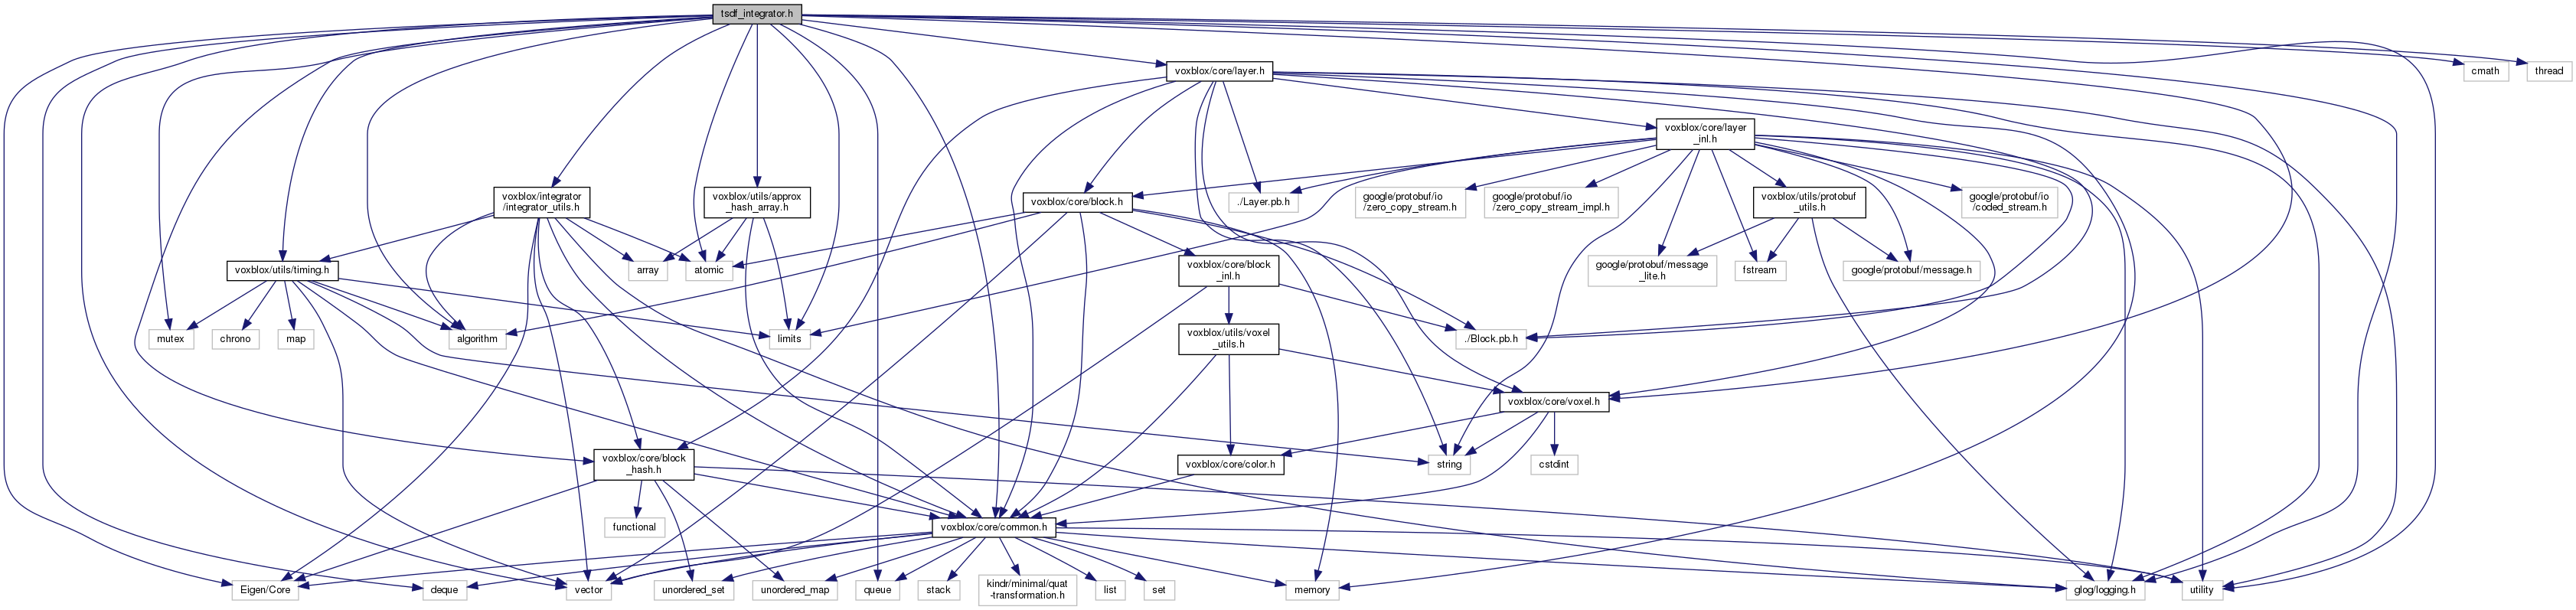 tsdf_integrator.h
voxblox/core/layer.h
cmath
thread
voxblox/core/layer
_inl.h
voxblox/integrator
/integrator_utils.h
voxblox/utils/approx
_hash_array.h
voxblox/core/block.h
./Layer.pb.h
google/protobuf/io
/zero_copy_stream.h
google/protobuf/io
/zero_copy_stream_impl.h
voxblox/utils/protobuf
_utils.h
google/protobuf/io
/coded_stream.h
voxblox/utils/timing.h
array
atomic
voxblox/core/block
_inl.h
google/protobuf/message
_lite.h
fstream
google/protobuf/message.h
mutex
chrono
map
algorithm
limits
voxblox/utils/voxel
_utils.h
./Block.pb.h
voxblox/core/voxel.h
voxblox/core/block
_hash.h
voxblox/core/color.h
string
cstdint
functional
voxblox/core/common.h
Eigen/Core
deque
vector
unordered_set
unordered_map
queue
stack
kindr/minimal/quat
-transformation.h
list
set
memory
glog/logging.h
utility